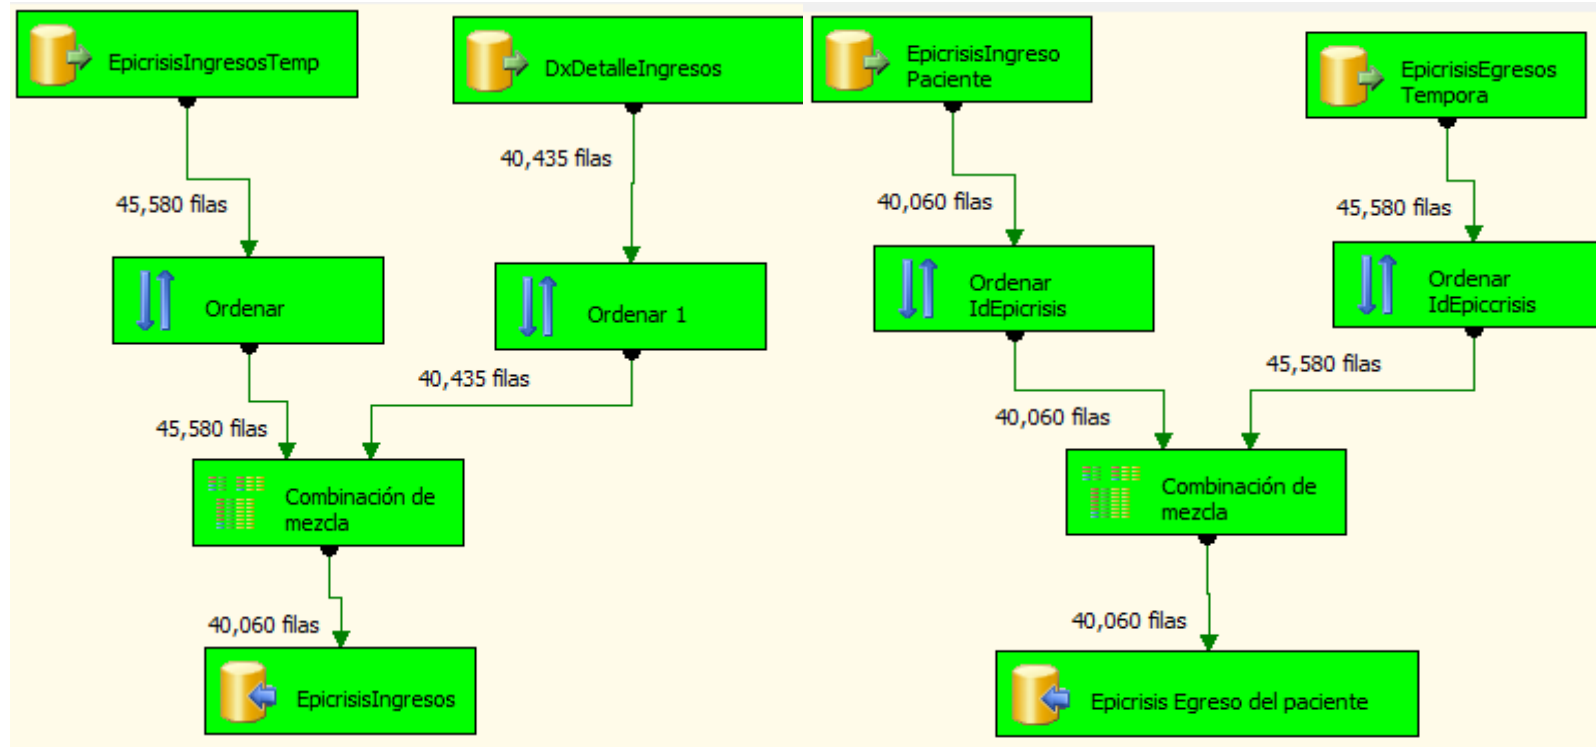 EpicrisisIngresosTemp
DxDetalleIngresos
45,580 filas
40,435 filas
Ordenar
Ordenar 1
45,580 filas
40,435 filas
Combinación de
mezcla
40,060 filas
EpicrisisIngresos
EpicrisisIngreso
Paciente
EpicrisisEgresos
Tempora
40,060 filas
45,580 filas
Ordenar
IdEpicrisis
Ordenar
IdEpiccrisis
40,060 filas
45,580 filas
Combinación de
mezcla
40,060 filas
Epicrisis Egreso del paciente